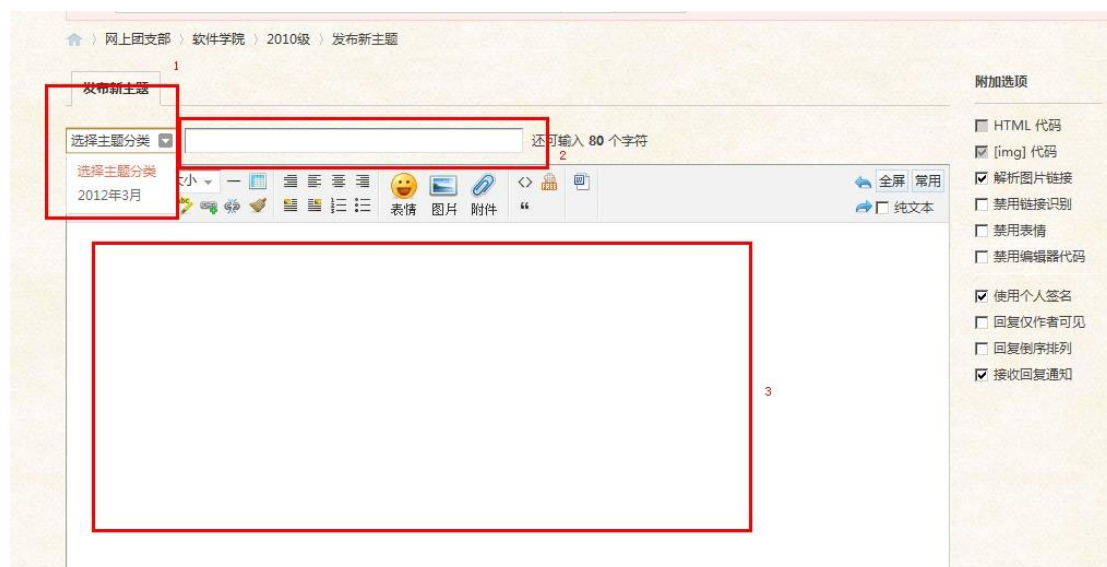 网上团支部 〉 软件学院 〉 2010级 〉 发布新主题
1
发布新主题
选择主题分类 还可输入 80 个字符
2
选择主题分类
2012年3月
大小
表情 图片 附件
全屏 常用
纯文本
3
附加选项
HTML 代码
[img] 代码
解析图片链接
禁用链接识别
禁用表情
禁用编辑器代码
使用个人签名
回复仅作者可见
回复倒序排列
接收回复通知